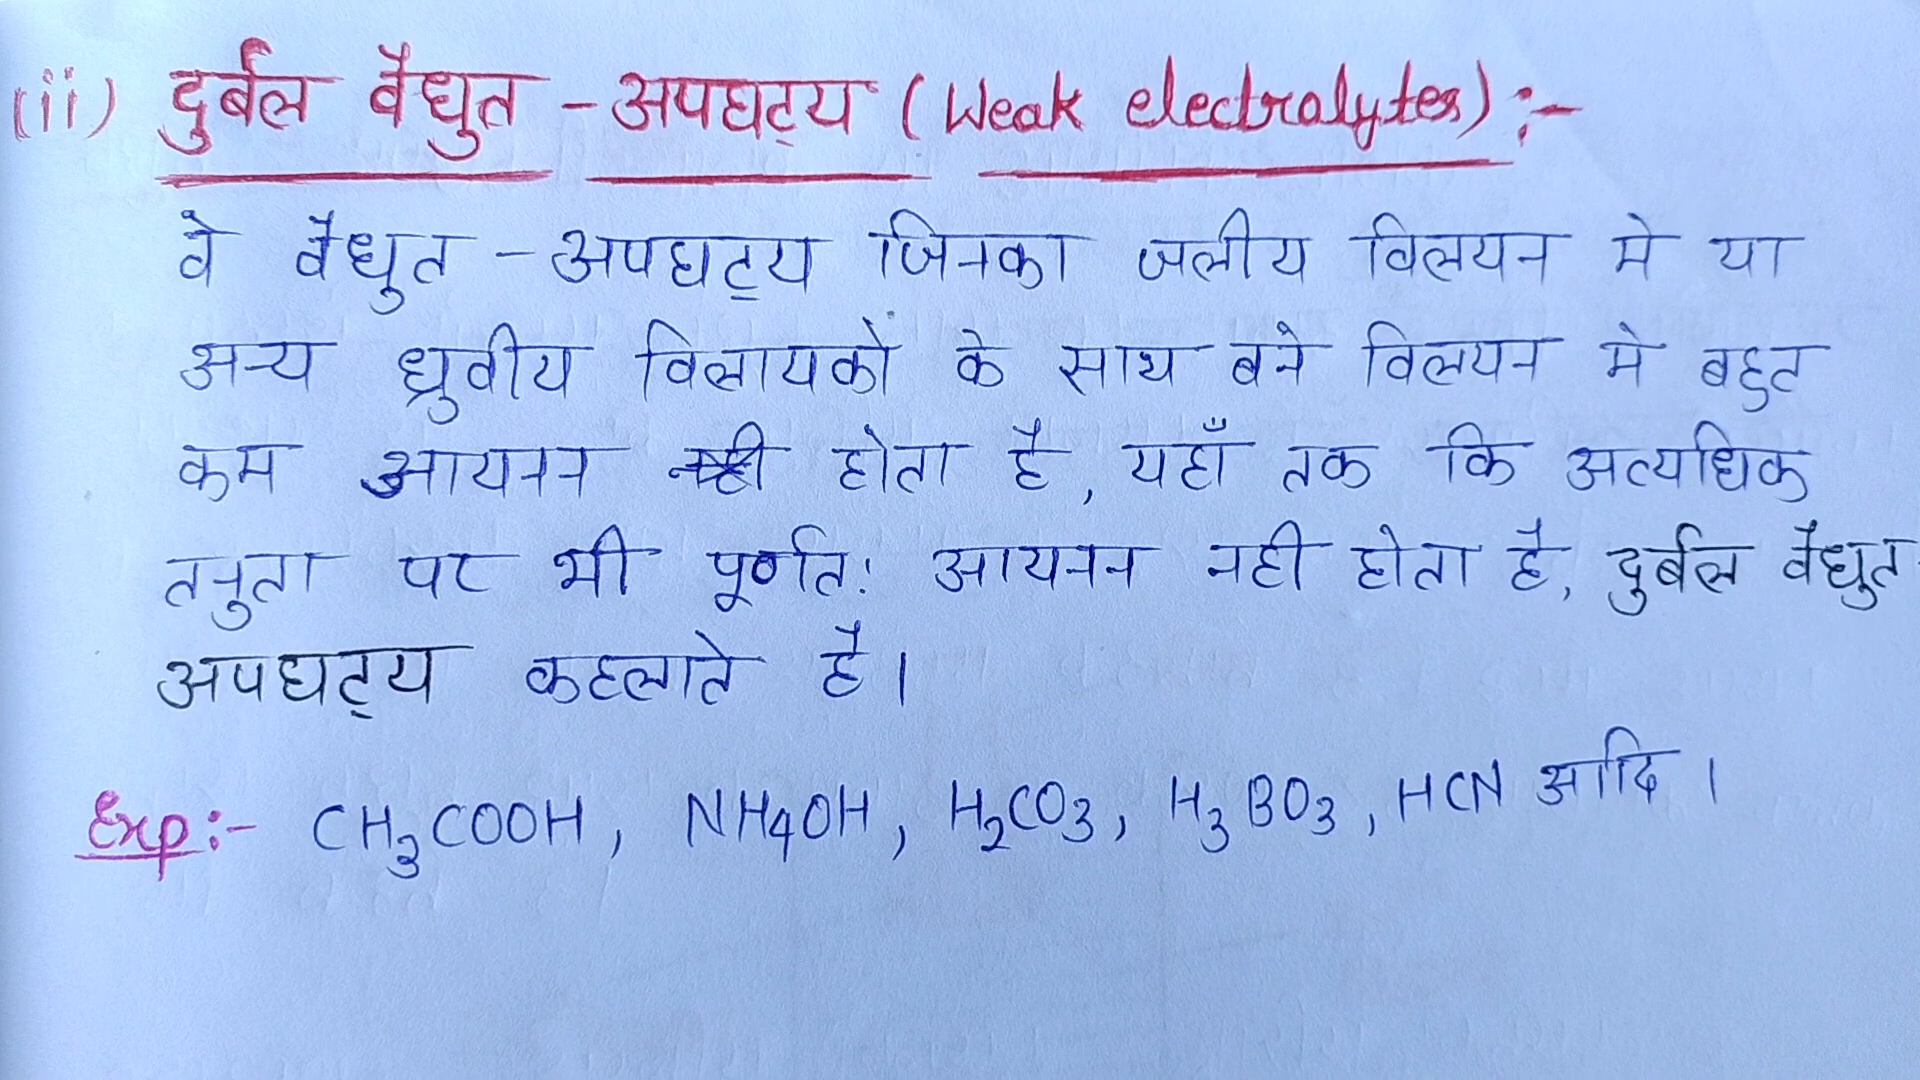 (ii) दुर्बल वैधुत - अपघट्य (Weak electrolytes) :-
वे वैधुत - अपघट्य जिनका जलीय विलयन मे या
अन्य ध्रुवीय विलायकों के साथ बने विलयन मे बहुत
कम आयनन नही होता है, यहाँ तक कि अत्यधिक
तनुता पर भी पूर्णत: आयनन नही होता है, दुर्बल वैधुत-
अपघट्य कहलाते है।
Exp:- CH₃COOH, NH4OH, H₂CO₃, H₃BO₃, HCN आदि ।